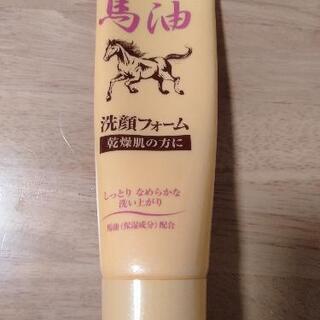 馬油
洗顔フォーム
乾燥肌の方に
しっとり なめらかな
洗い上がり
馬油（保湿成分）配合